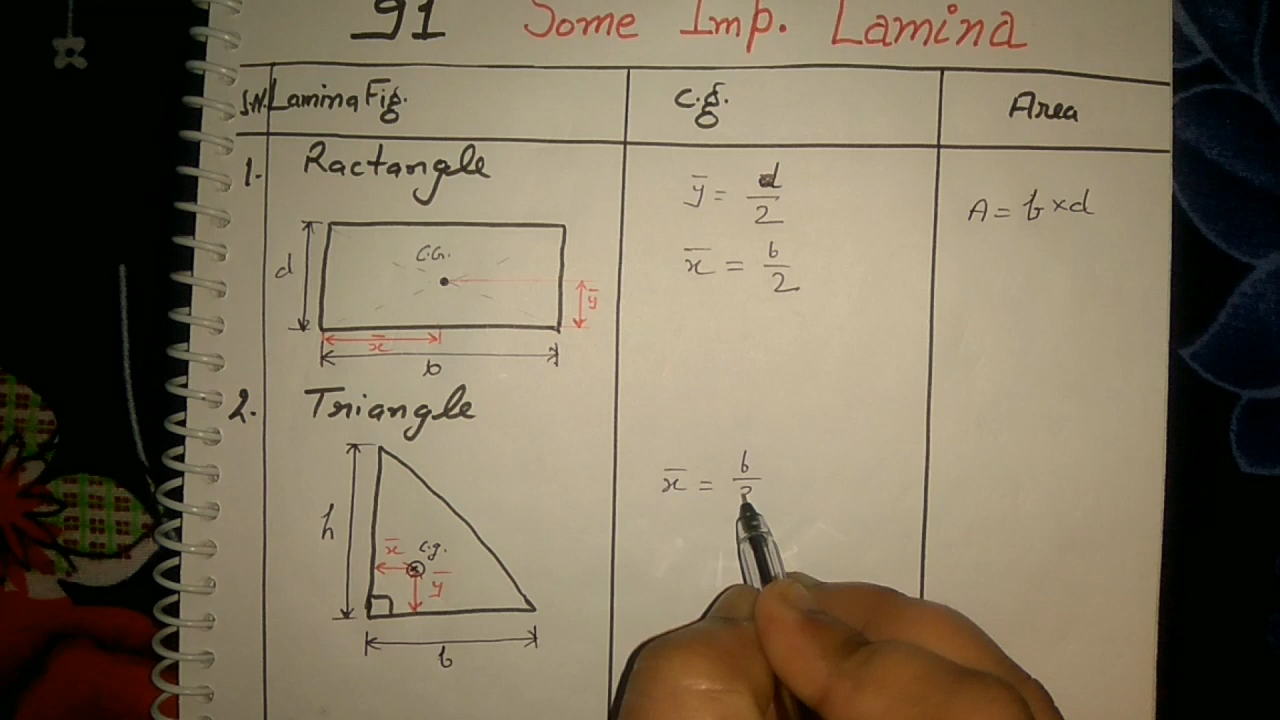 91 Some Imp. Lamina
S.N. Lamina Fig. C.g. Area
1. Ractangle
d
C.G.
ȳ
x̄
b
ȳ = d/2
x̄ = b/2
A = b×d
2. Triangle
h
x̄
c.g.
ȳ
b
x̄ = b/